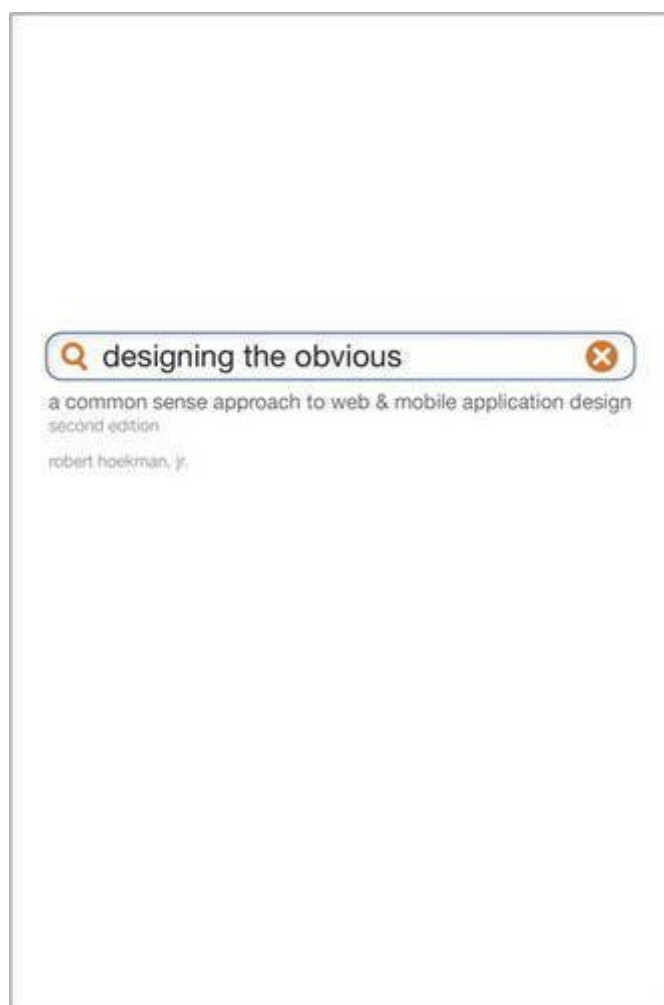 designing the obvious
a common sense approach to web & mobile application design
second edition
robert hoekman, jr.